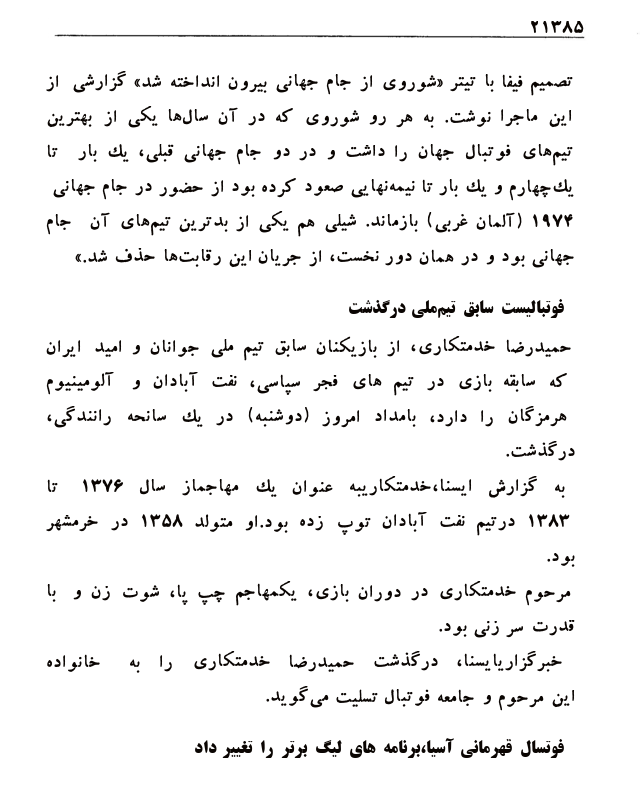 ۲۱۳۸۵
تصمیم فیفا با تیتر «شوروی از جام جهانی بیرون انداخته شد» گزارشی از
این ماجرا نوشت. به هر رو شوروی که در آن سال‌ها یکی از بهترین
تیم‌های فوتبال جهان را داشت و در دو جام جهانی قبلی، یك بار تا
یك‌چهارم و یك بار تا نیمه‌نهایی صعود کرده بود از حضور در جام جهانی
۱۹۷۴ (آلمان غربی) بازماند. شیلی هم یکی از بدترین تیم‌های آن جام
جهانی بود و در همان دور نخست، از جریان این رقابت‌ها حذف شد.»
فوتبالیست سابق تیم‌ملی درگذشت
حمیدرضا خدمتکاری، از بازیکنان سابق تیم ملی جوانان و امید ایران
که سابقه بازی در تیم های فجر سپاسی، نفت آبادان و آلومینیوم
هرمزگان را دارد، بامداد امروز (دوشنبه) در یك سانحه رانندگی،
درگذشت.
به گزارش ایسنا،خدمتکاریبه عنوان یك مهاجماز سال ۱۳۷۶ تا
۱۳۸۳ درتیم نفت آبادان توپ زده بود.او متولد ۱۳۵۸ در خرمشهر
بود.
مرحوم خدمتکاری در دوران بازی، یکمهاجم چپ پا، شوت زن و با
قدرت سر زنی بود.
خبرگزاریایسنا، درگذشت حمیدرضا خدمتکاری را به خانواده
این مرحوم و جامعه فوتبال تسلیت می‌گوید.
فوتسال قهرمانی آسیا،برنامه های لیگ برتر را تغییر داد